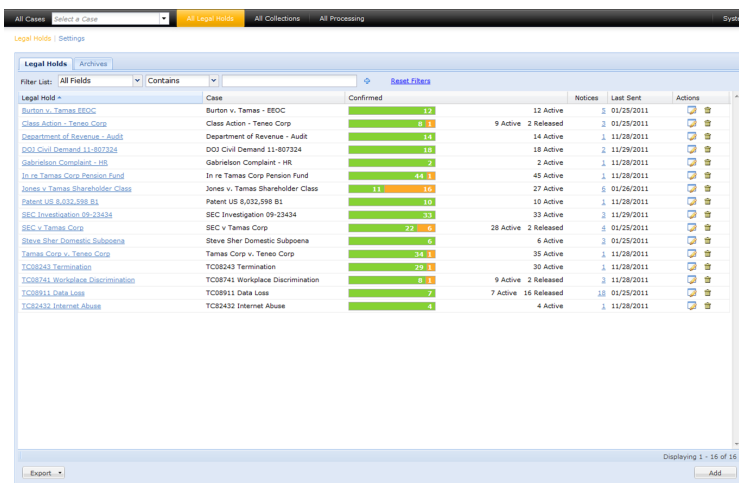 All Cases Select a Case All Legal Holds All Collections All Processing Syste
Legal Holds | Settings
Legal Holds Archives
Filter List: All Fields Contains Reset Filters
Legal Hold Case Confirmed Notices Last Sent Actions
Burton v. Tamas EEOC Burton v. Tamas - EEOC 12 12 Active 5 01/25/2011
Class Action - Teneo Corp Class Action - Teneo Corp 8 1 9 Active 2 Released 3 01/25/2011
Department of Revenue - Audit Department of Revenue - Audit 14 14 Active 1 11/28/2011
DOJ Civil Demand 11-807324 DOJ Civil Demand 11-807324 18 18 Active 2 11/29/2011
Gabrielson Complaint - HR Gabrielson Complaint - HR 2 2 Active 1 11/28/2011
In re Tamas Corp Pension Fund In re Tamas Corp Pension Fund 44 1 45 Active 1 11/28/2011
Jones v Tamas Shareholder Class Jones v. Tamas Shareholder Class 11 16 27 Active 6 01/26/2011
Patent US 8,032,598 B1 Patent US 8,032,598 B1 10 10 Active 1 11/28/2011
SEC Investigation 09-23434 SEC Investigation 09-23434 33 33 Active 3 11/29/2011
SEC v Tamas Corp SEC v Tamas Corp 22 6 28 Active 2 Released 4 01/25/2011
Steve Sher Domestic Subpoena Steve Sher Domestic Subpoena 6 6 Active 3 01/25/2011
Tamas Corp v. Teneo Corp Tamas Corp v. Teneo Corp 34 1 35 Active 1 11/28/2011
TC08243 Termination TC08243 Termination 29 1 30 Active 1 11/28/2011
TC08741 Workplace Discrimination TC08741 Workplace Discrimination 8 1 9 Active 2 Released 3 11/28/2011
TC08911 Data Loss TC08911 Data Loss 7 7 Active 16 Released 18 01/25/2011
TC82432 Internet Abuse TC82432 Internet Abuse 4 4 Active 1 11/28/2011
Displaying 1 - 16 of 16
Export Add